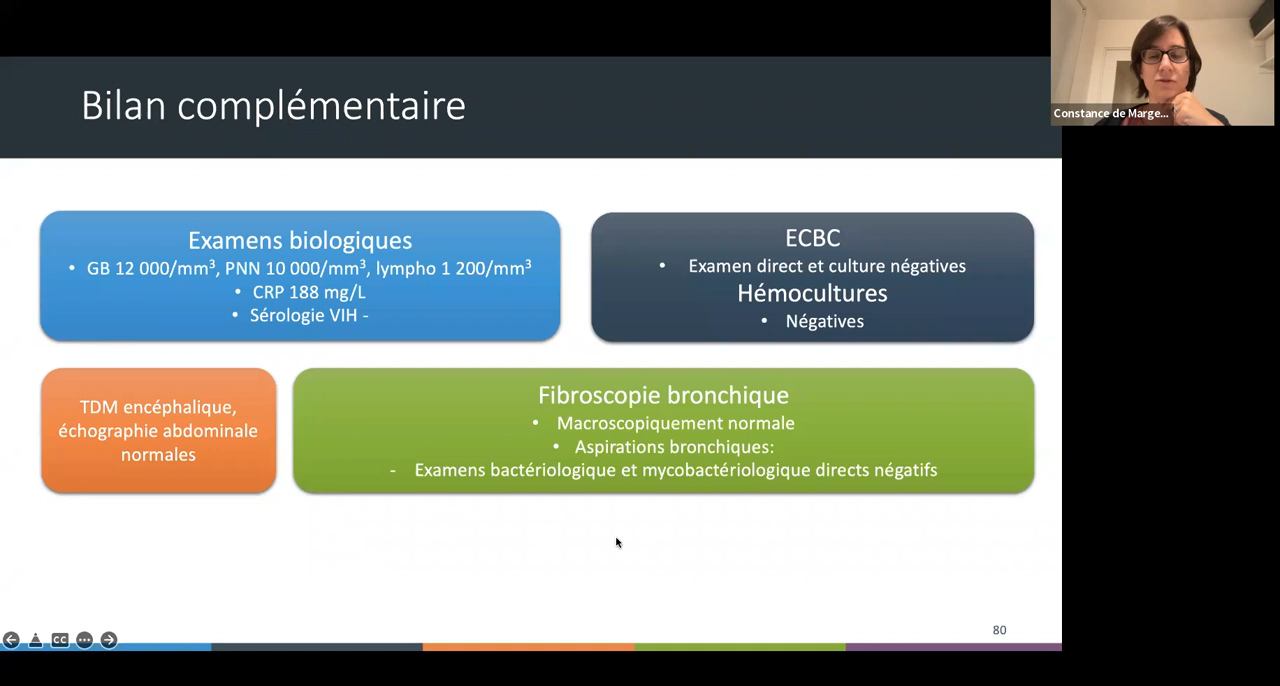 Bilan complémentaire
Constance de Marge...
Examens biologiques
• GB 12 000/mm³, PNN 10 000/mm³, lympho 1 200/mm³
• CRP 188 mg/L
• Sérologie VIH -
ECBC
• Examen direct et culture négatives
Hémocultures
• Négatives
TDM encéphalique,
échographie abdominale
normales
Fibroscopie bronchique
• Macroscopiquement normale
• Aspirations bronchiques:
- Examens bactériologique et mycobactériologique directs négatifs
80
CC